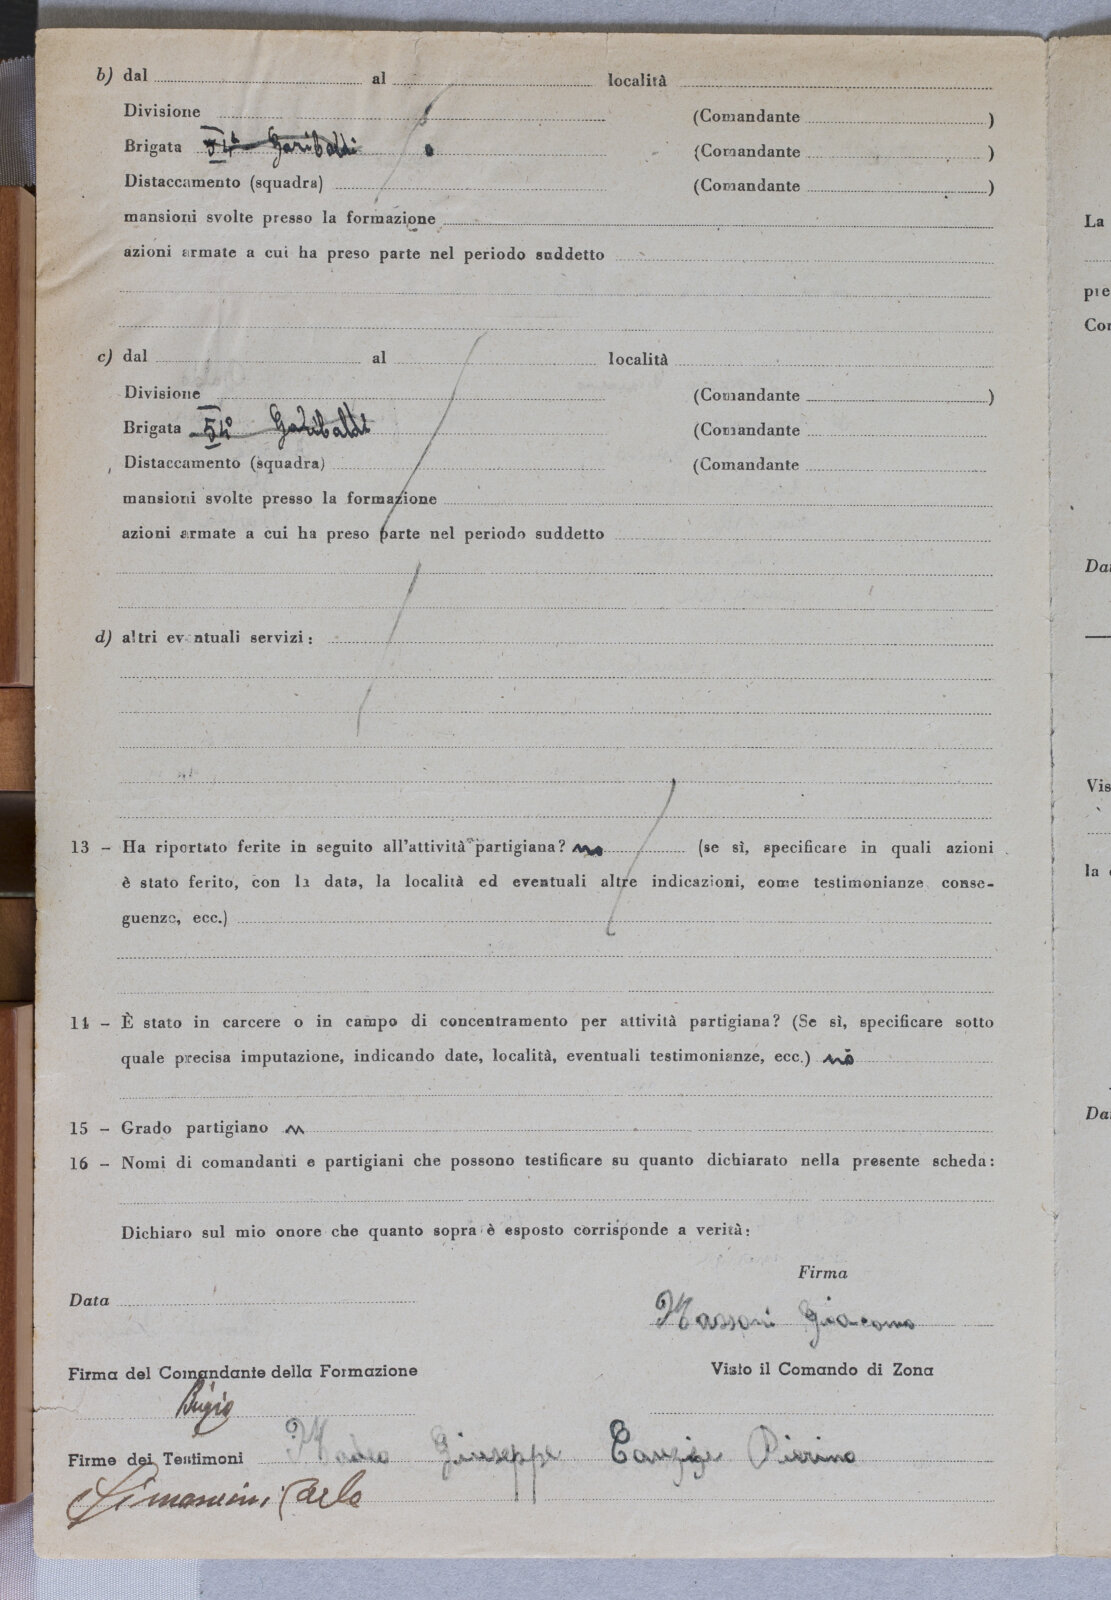 b) dal al località
Divisione (Comandante )
Brigata 54ª Garibaldi (Comandante )
Distaccamento (squadra) (Comandante )
mansioni svolte presso la formazione
azioni armate a cui ha preso parte nel periodo suddetto
c) dal al località
Divisione (Comandante )
Brigata 54ª Garibaldi (Comandante
Distaccamento (squadra) (Comandante
mansioni svolte presso la formazione
azioni armate a cui ha preso parte nel periodo suddetto
d) altri eventuali servizi:
13 - Ha riportato ferite in seguito all'attività partigiana? no (se sì, specificare in quali azioni
è stato ferito, con la data, la località ed eventuali altre indicazioni, come testimonianze conse-
guenze, ecc.)
14 - È stato in carcere o in campo di concentramento per attività partigiana? (Se sì, specificare sotto
quale precisa imputazione, indicando date, località, eventuali testimonianze, ecc.) no
15 - Grado partigiano
16 - Nomi di comandanti e partigiani che possono testificare su quanto dichiarato nella presente scheda:
Dichiaro sul mio onore che quanto sopra è esposto corrisponde a verità:
Firma
Data
Massoni Giacomo
Firma del Comandante della Formazione Visto il Comando di Zona
Firme dei Testimoni Giuseppe Pierino
Carlo
La
pre
Co
Da
Vis
la
Da